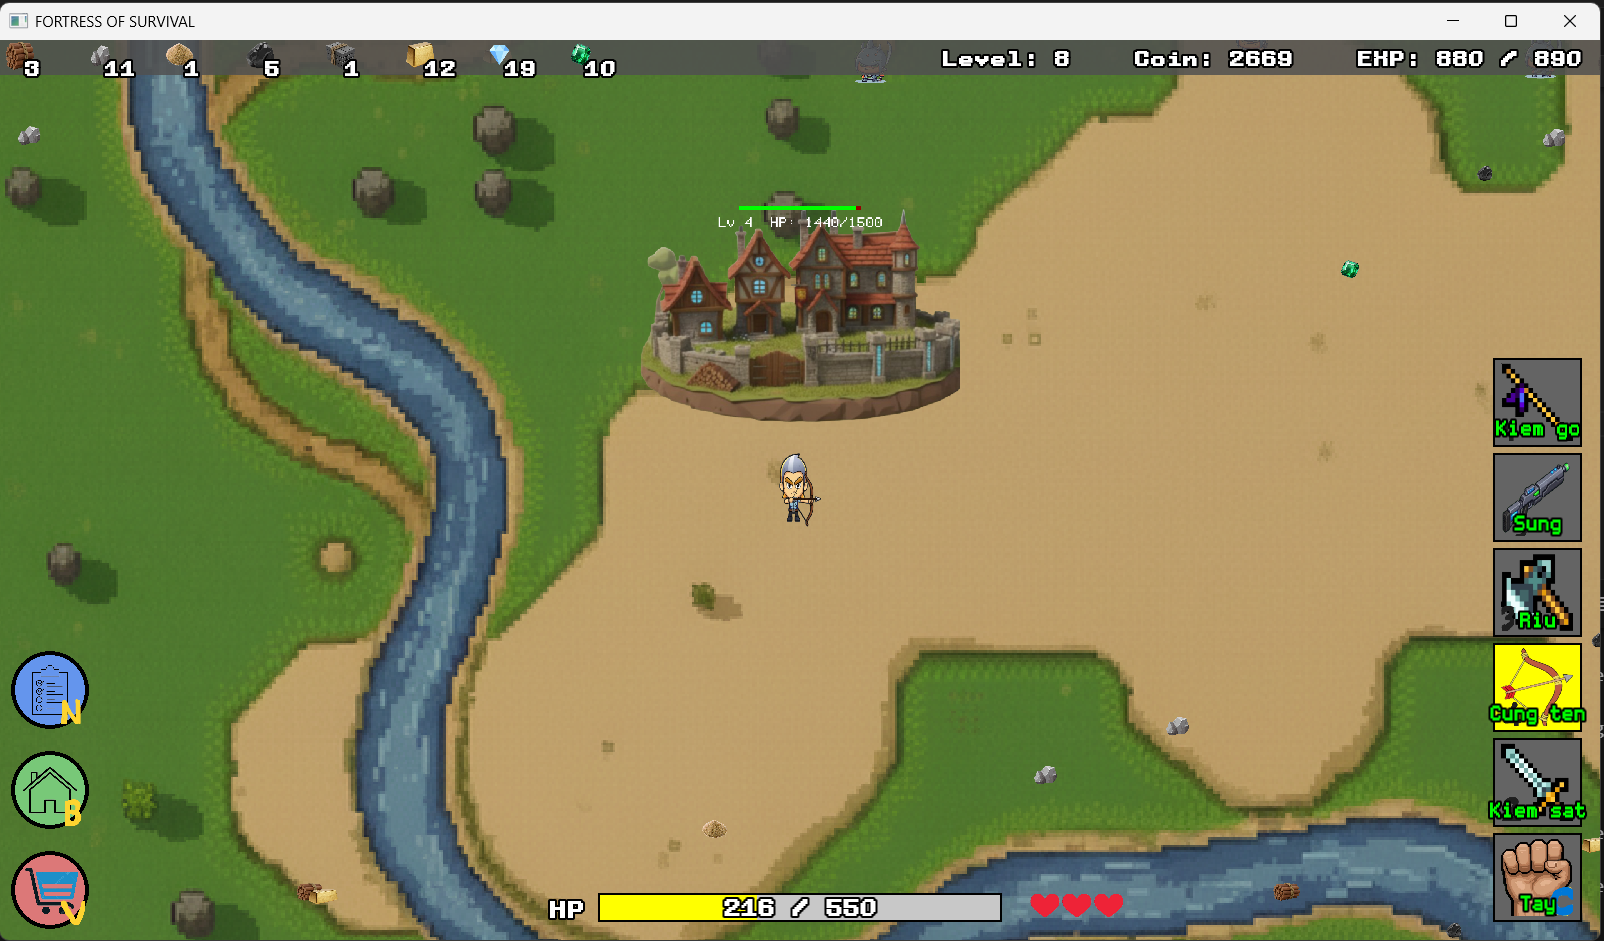 FORTRESS OF SURVIVAL
3 11 1 5 1 12 19 10 Level: 8 Coin: 2669 EXP: 880 / 890
Lv 4 HP: 1440/1500
Kiem go
Sung
Riu
Cung ten
Kiem sat
Tay C
N
B
V
HP 216 / 550